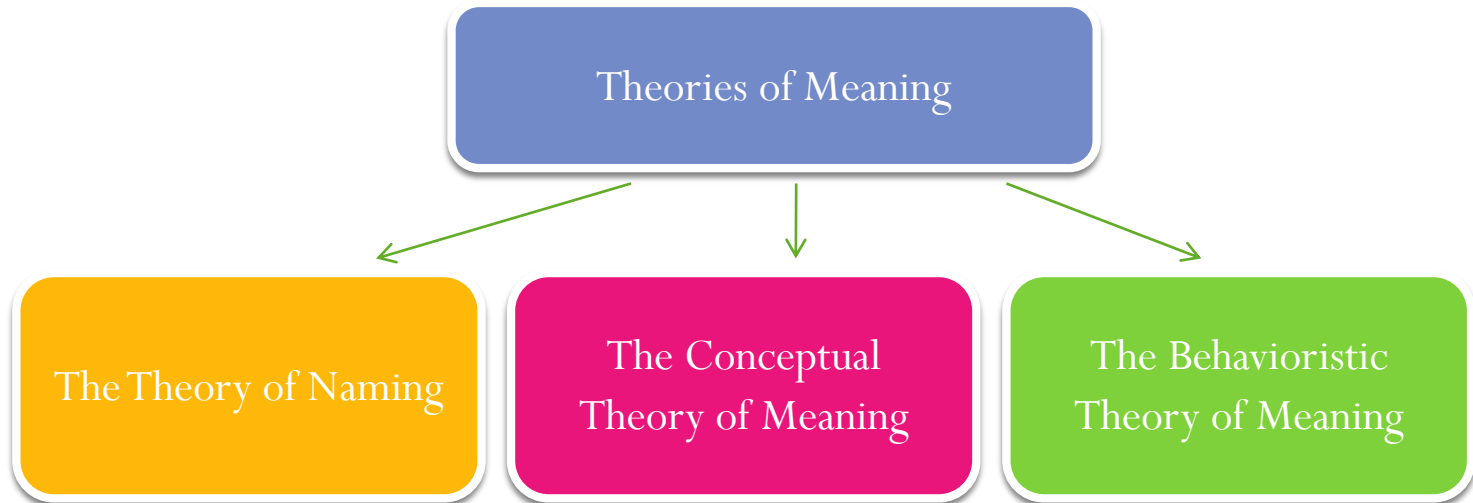 Theories of Meaning
The Theory of Naming
The Conceptual
Theory of Meaning
The Behavioristic
Theory of Meaning